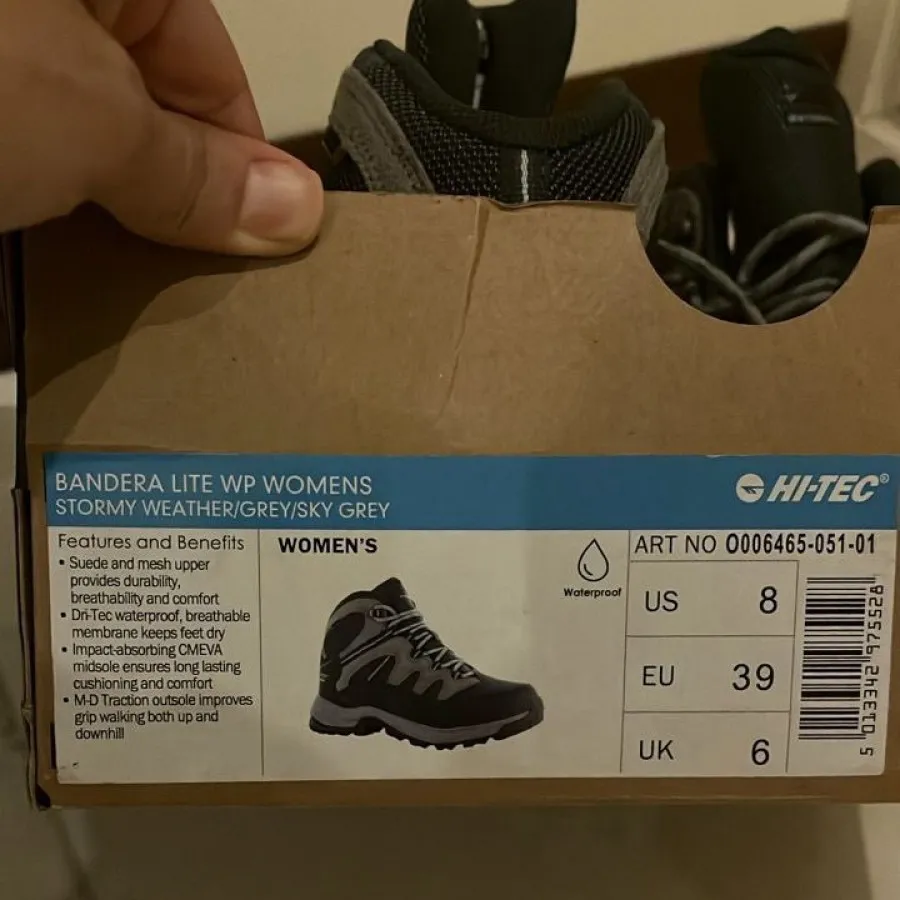 BANDERA LITE WP WOMENS
STORMY WEATHER/GREY/SKY GREY
HI-TEC®
Features and Benefits
• Suede and mesh upper
provides durability,
breathability and comfort
• Dri-Tec waterproof, breathable
membrane keeps feet dry
• Impact-absorbing CMEVA
midsole ensures long lasting
cushioning and comfort
• M-D Traction outsole improves
grip walking both up and
downhill
WOMEN'S
Waterproof
ART NO O006465-051-01
US 8
EU 39
UK 6
5 013342 975528